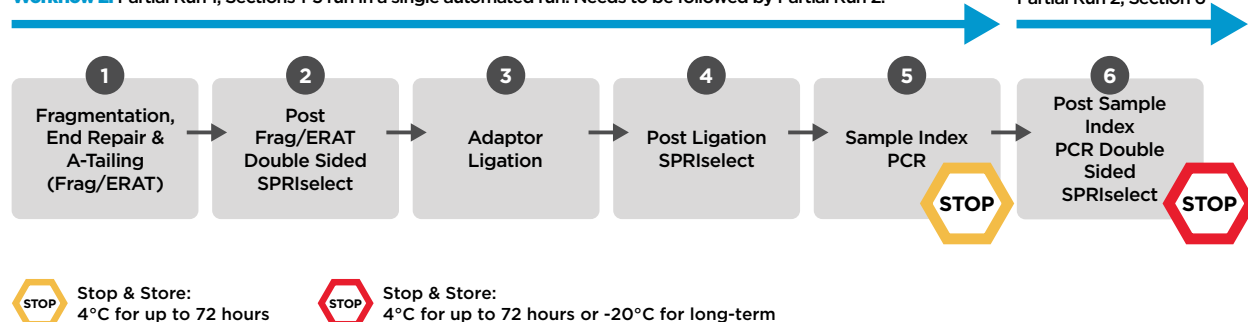 Workflow 2: Partial Run 1, Sections 1-5 run in a single automated run. Needs to be followed by Partial Run 2.
Partial Run 2, Section 6
1
2
3
4
5
6
Fragmentation,
End Repair &
A-Tailing
(Frag/ERAT)
Post
Frag/ERAT
Double Sided
SPRIselect
Adaptor
Ligation
Post Ligation
SPRIselect
Sample Index
PCR
STOP
Post Sample
Index
PCR Double
Sided
SPRIselect
STOP
STOP
Stop & Store:
4°C for up to 72 hours
STOP
Stop & Store:
4°C for up to 72 hours or -20°C for long-term